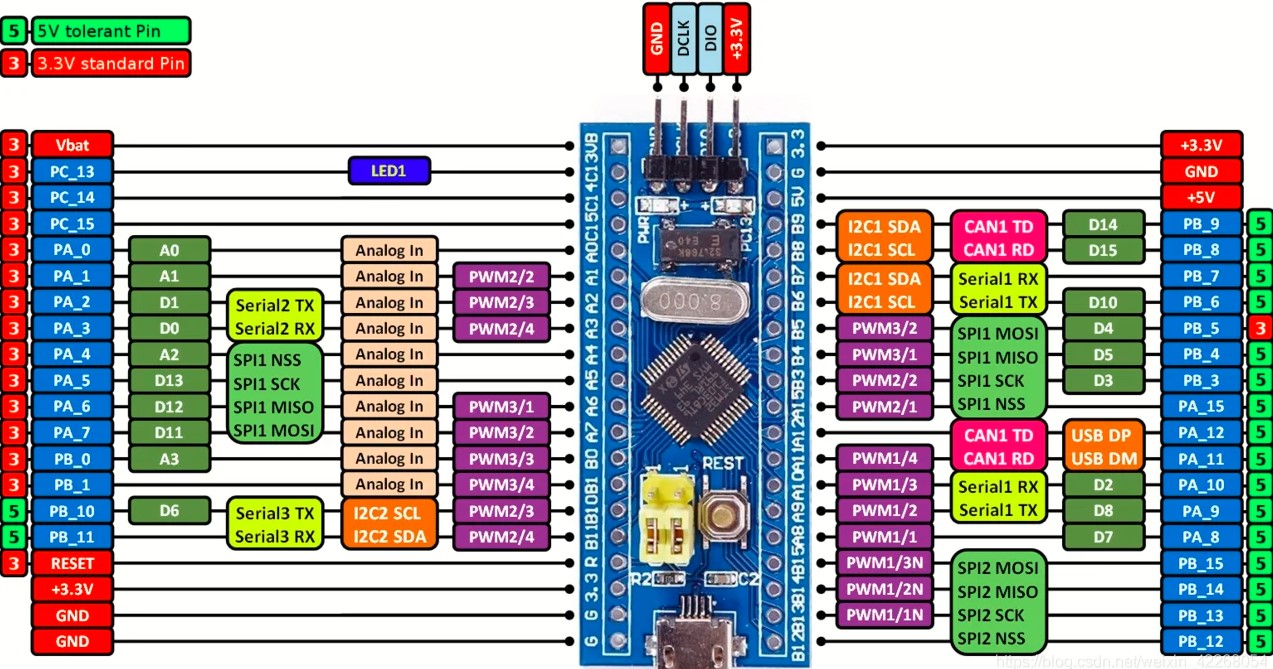 5 5V tolerant Pin
3 3.3V standard Pin
GND DCLK DIO +3.3V
3 Vbat
3 PC_13 LED1
3 PC_14
3 PC_15
3 PA_0 A0 Analog In
3 PA_1 A1 Analog In PWM2/2
3 PA_2 D1 Serial2 TX Analog In PWM2/3
3 PA_3 D0 Serial2 RX Analog In PWM2/4
3 PA_4 A2 SPI1 NSS Analog In
3 PA_5 D13 SPI1 SCK Analog In
3 PA_6 D12 SPI1 MISO Analog In PWM3/1
3 PA_7 D11 SPI1 MOSI Analog In PWM3/2
3 PB_0 A3 Analog In PWM3/3
3 PB_1 Analog In PWM3/4
5 PB_10 D6 Serial3 TX I2C2 SCL PWM2/3
5 PB_11 Serial3 RX I2C2 SDA PWM2/4
3 RESET
+3.3V
GND
GND
VB
C13
C14
C15
A0
A1
A2
A3
A4
A5
A6
A7
B0
B1
B10
B11
R
3.3
G
G
PWR
PC13
8.000
REST
1 1
R2 C2
3.3
G
5V
B9
B8
B7
B6
B5
B4
B3
A15
A12
A11
A10
A9
A8
B15
B14
B13
B12
+3.3V
GND
+5V
I2C1 SDA CAN1 TD D14 PB_9 5
I2C1 SCL CAN1 RD D15 PB_8 5
I2C1 SDA Serial1 RX PB_7 5
I2C1 SCL Serial1 TX D10 PB_6 5
PWM3/2 SPI1 MOSI D4 PB_5 3
PWM3/1 SPI1 MISO D5 PB_4 5
PWM2/2 SPI1 SCK D3 PB_3 5
PWM2/1 SPI1 NSS PA_15 5
CAN1 TD USB DP PA_12 5
PWM1/4 CAN1 RD USB DM PA_11 5
PWM1/3 Serial1 RX D2 PA_10 5
PWM1/2 Serial1 TX D8 PA_9 5
PWM1/1 D7 PA_8 5
PWM1/3N SPI2 MOSI PB_15 5
PWM1/2N SPI2 MISO PB_14 5
PWM1/1N SPI2 SCK PB_13 5
SPI2 NSS PB_12 5
https://blog.csdn.net/weixin_42268054